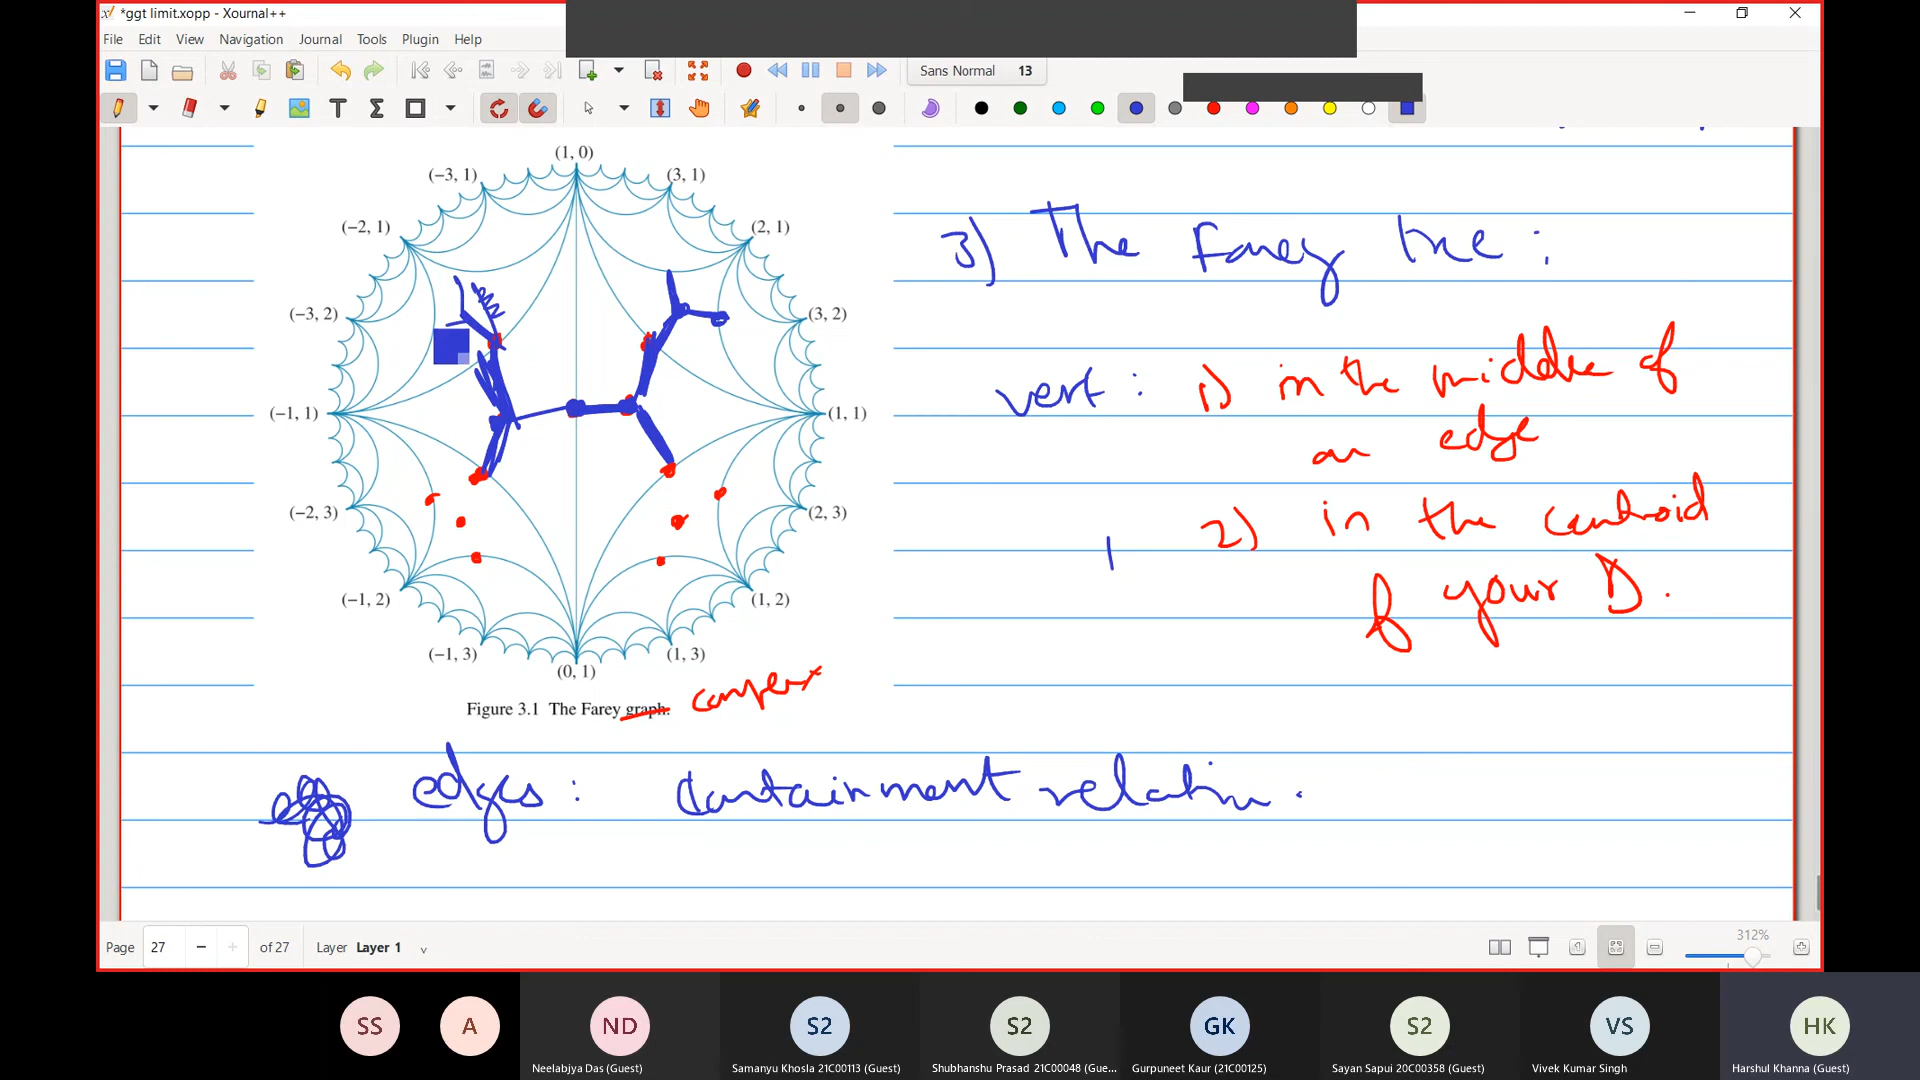 *ggt limit.xopp - Xournal++
File Edit View Navigation Journal Tools Plugin Help
Sans Normal 13
(1, 0)
(−3, 1) (3, 1)
(−2, 1) (2, 1)
(−3, 2) (3, 2)
(−1, 1) (1, 1)
(−2, 3) (2, 3)
(−1, 2) (1, 2)
(−1, 3) (1, 3)
(0, 1)
Figure 3.1 The Farey graph. complex
3) The Farey tree :
vert : 1) in the middle of
an edge
2) in the centroid
of your Δ.
edges : containment relation.
Page 27 of 27 Layer Layer 1
312%
SS A ND S2 S2 GK S2 VS HK
Neelabjya Das (Guest)
Samanyu Khosla 21C00113 (Guest)
Shubhanshu Prasad 21C00048 (Gue...
Gurpuneet Kaur (21C00125)
Sayan Sapui 20C00358 (Guest)
Vivek Kumar Singh
Harshul Khanna (Guest)